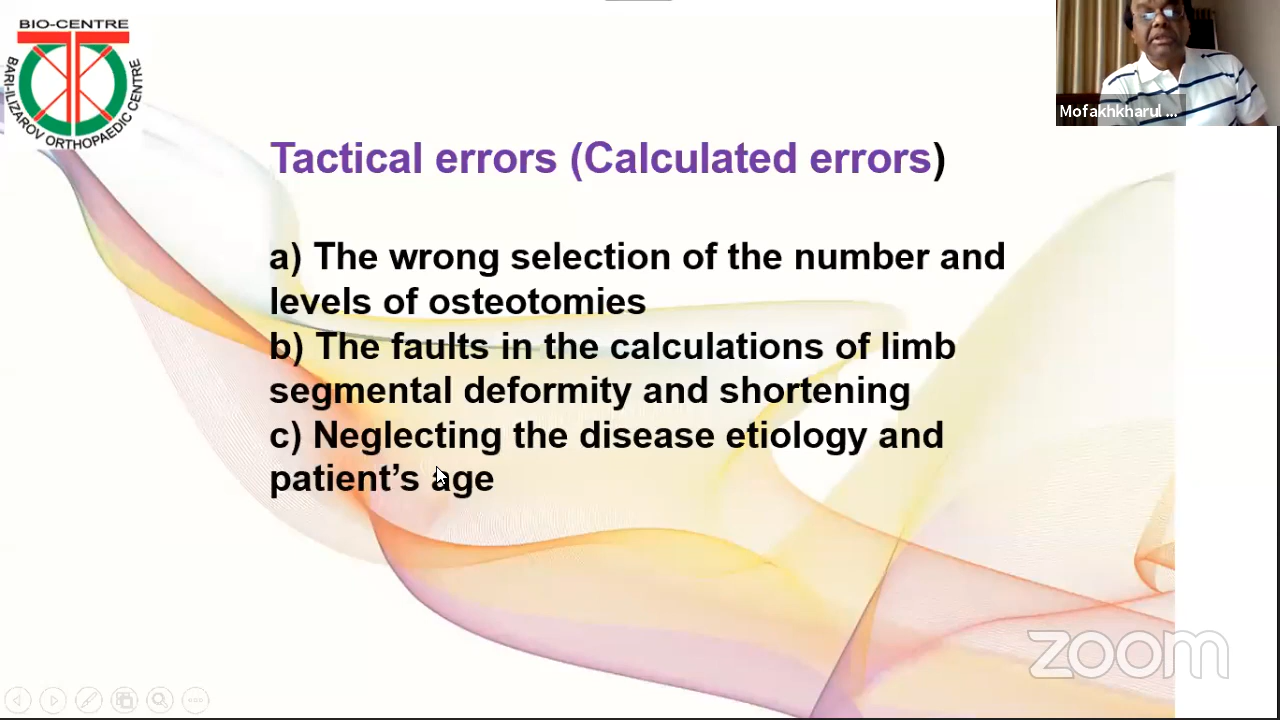 BIO-CENTRE
BARI-ILIZAROV ORTHOPAEDIC CENTRE
Mofakhkharul ...
Tactical errors (Calculated errors)
a) The wrong selection of the number and
levels of osteotomies
b) The faults in the calculations of limb
segmental deformity and shortening
c) Neglecting the disease etiology and
patient’s age
zoom